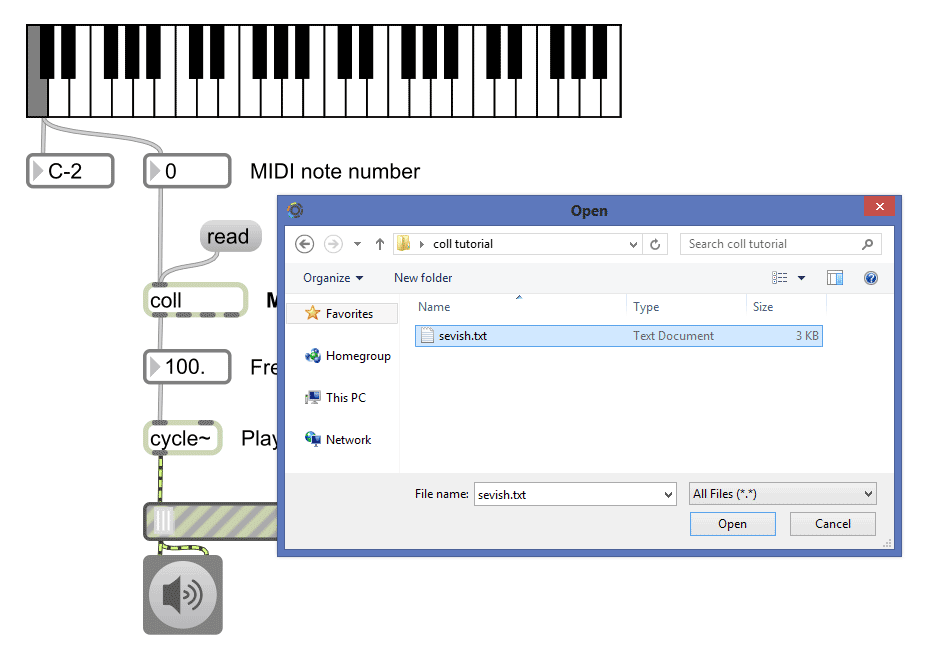 C-2
0
MIDI note number
read
coll
M
100.
Fre
cycle~
Play
Open
coll tutorial
Search coll tutorial
Organize
New folder
Name
Type
Size
Favorites
sevish.txt
Text Document
3 KB
Homegroup
This PC
Network
File name:
sevish.txt
All Files (*.*)
Open
Cancel